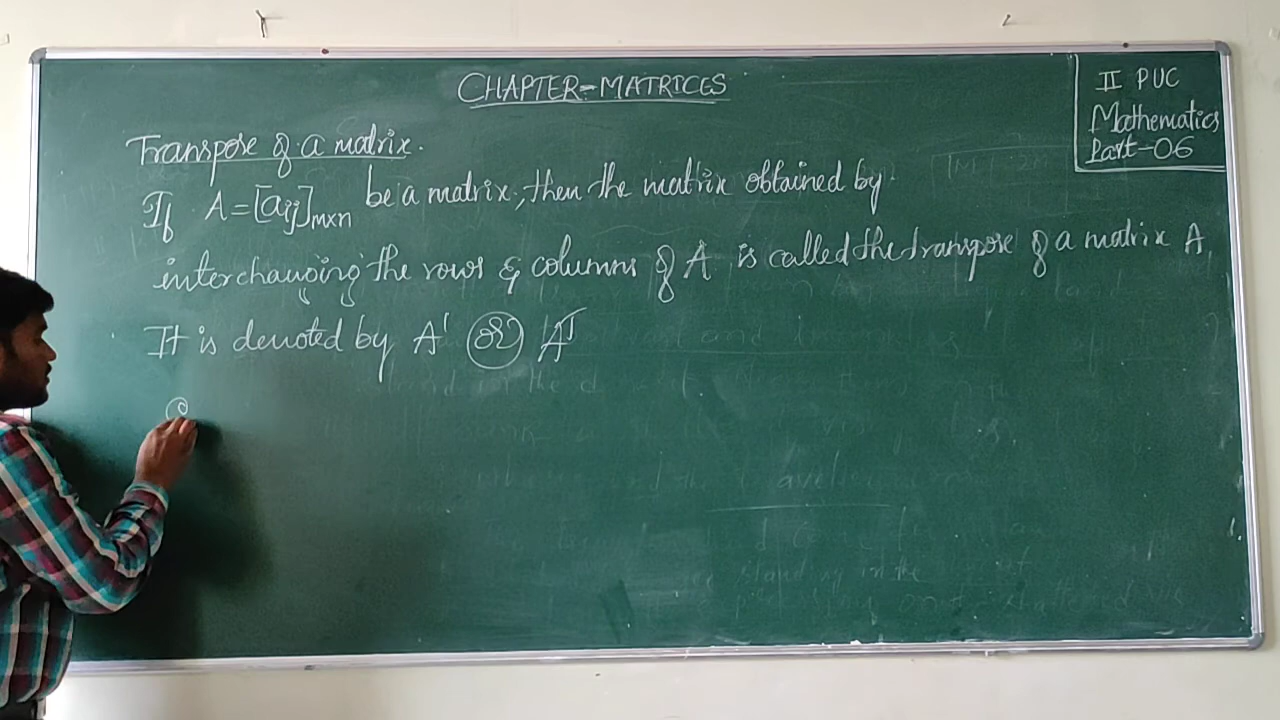 CHAPTER-MATRICES
II PUC
Mathematics
Part-06
Transpose of a matrix.
If A=[aij]m×n be a matrix, then the matrix obtained by
interchanging the rows & columns of A is called the transpose of a matrix A
It is denoted by A' or Aᵀ